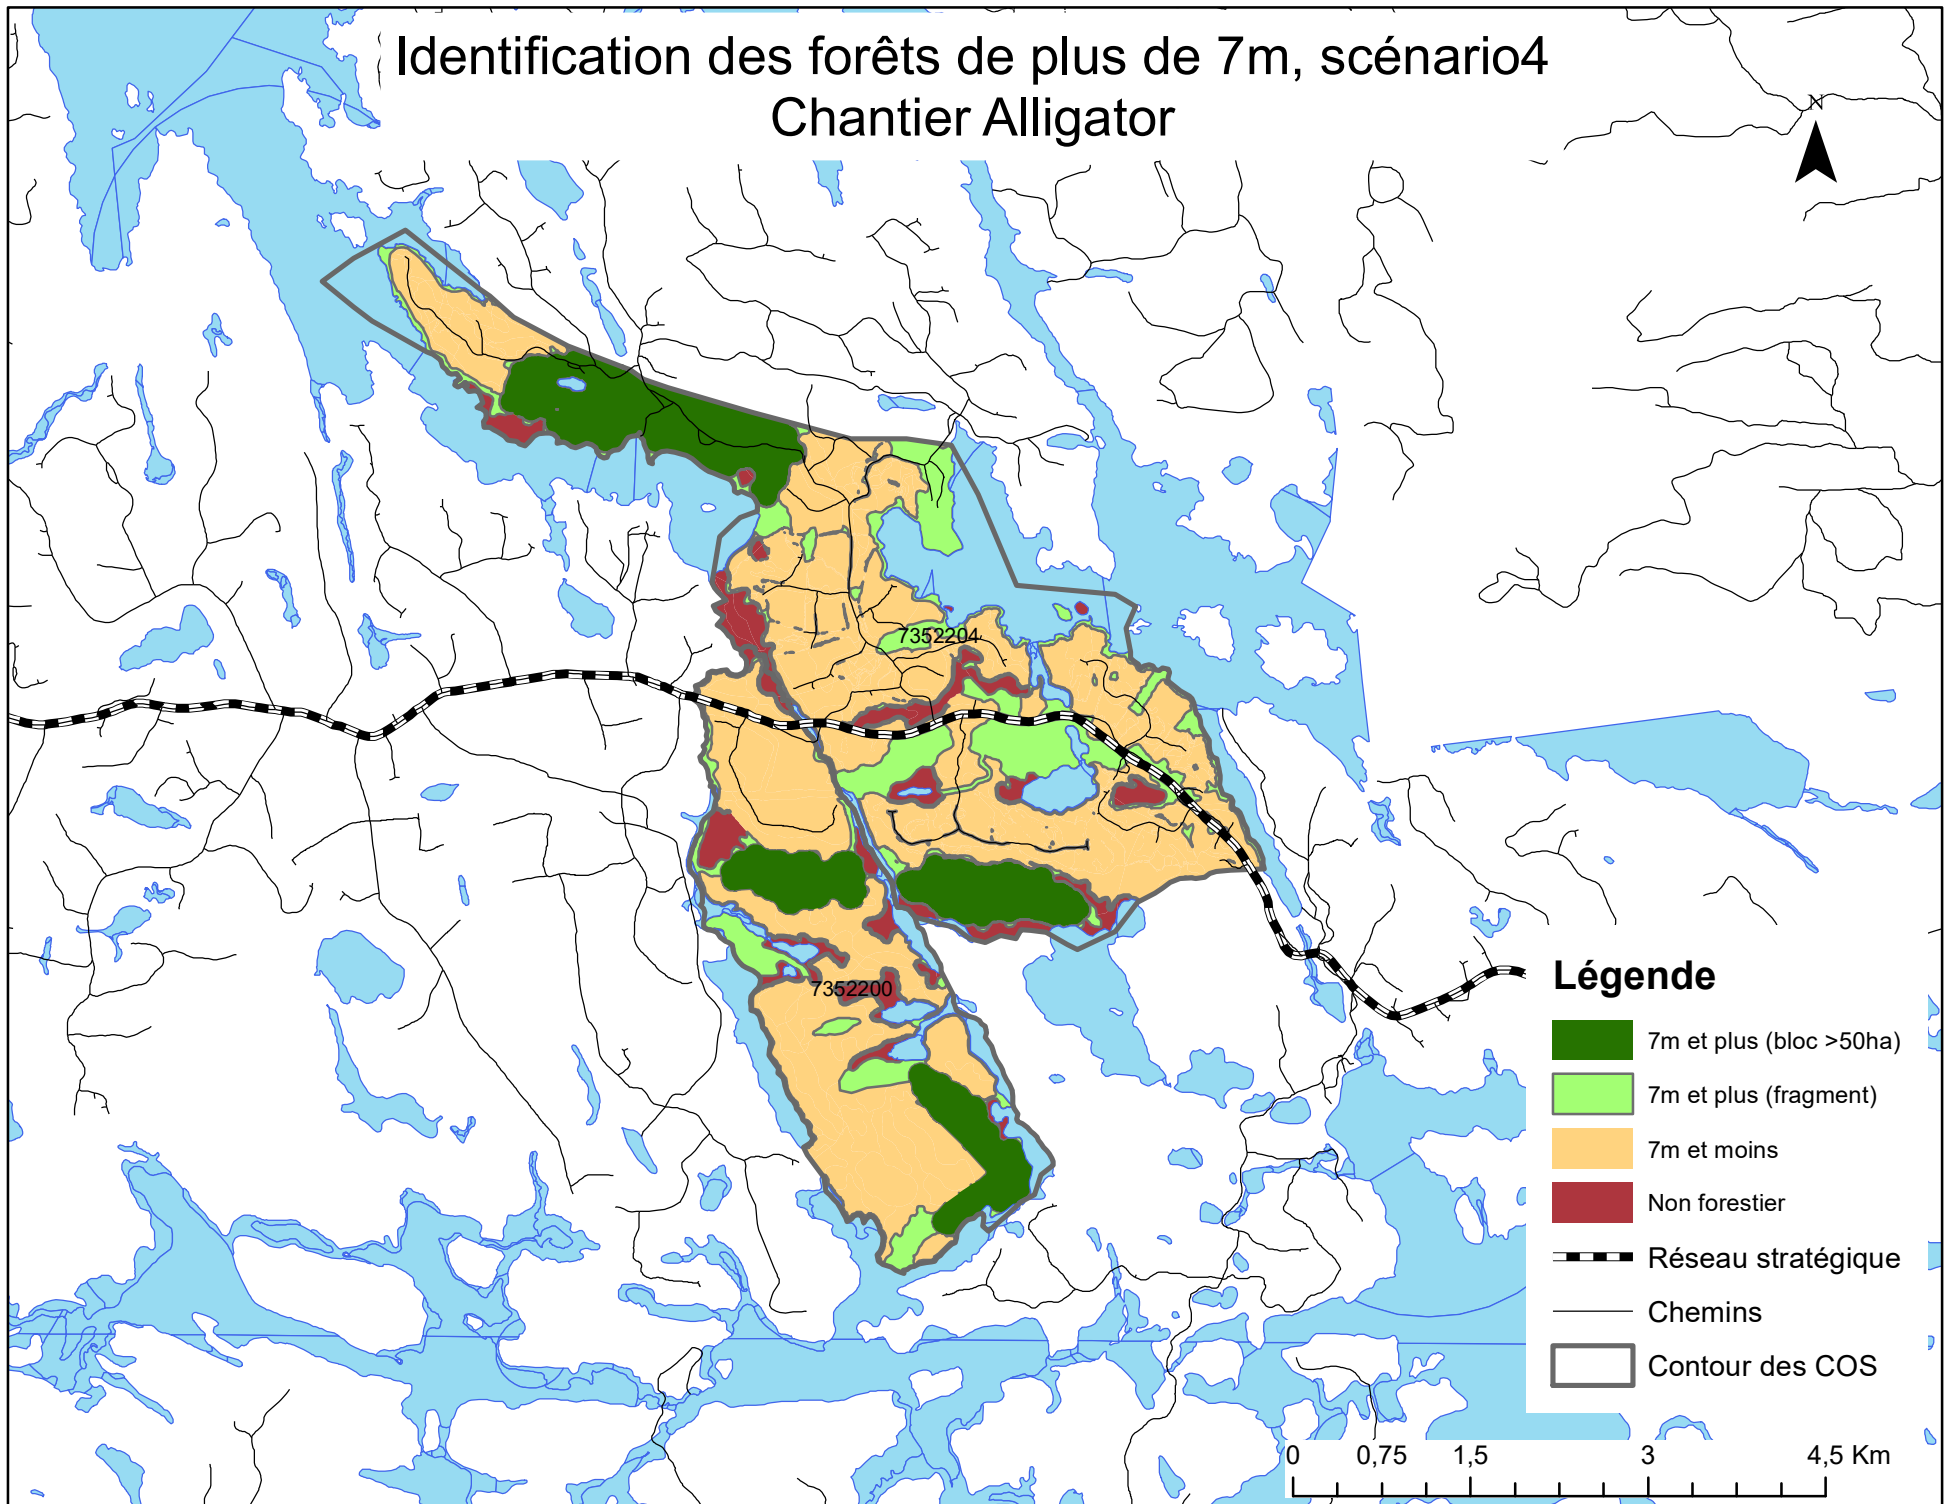 Identification des forêts de plus de 7m, scénario4
Chantier Alligator
N
7352204
7352200
Légende
7m et plus (bloc >50ha)
7m et plus (fragment)
7m et moins
Non forestier
Réseau stratégique
Chemins
Contour des COS
0 0,75 1,5 3 4,5 Km